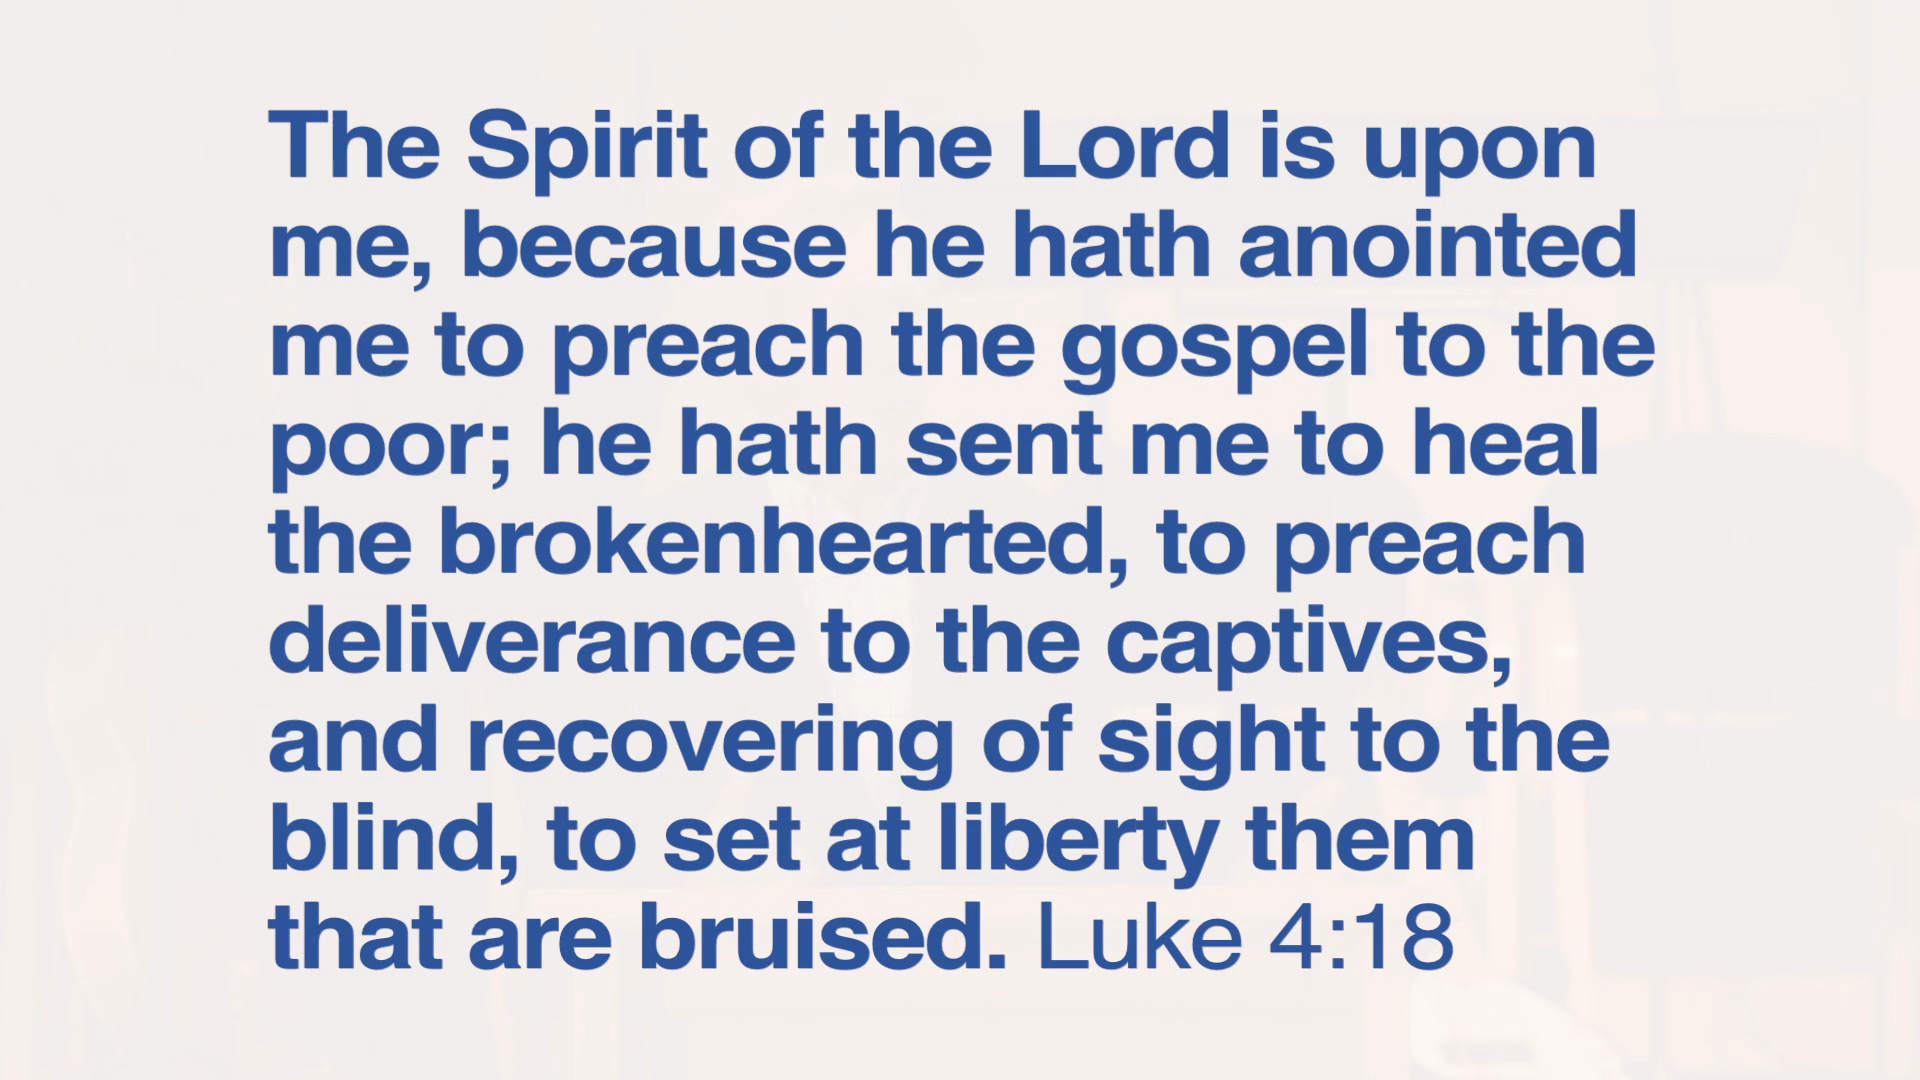 The Spirit of the Lord is upon
me, because he hath anointed
me to preach the gospel to the
poor; he hath sent me to heal
the brokenhearted, to preach
deliverance to the captives,
and recovering of sight to the
blind, to set at liberty them
that are bruised. Luke 4:18